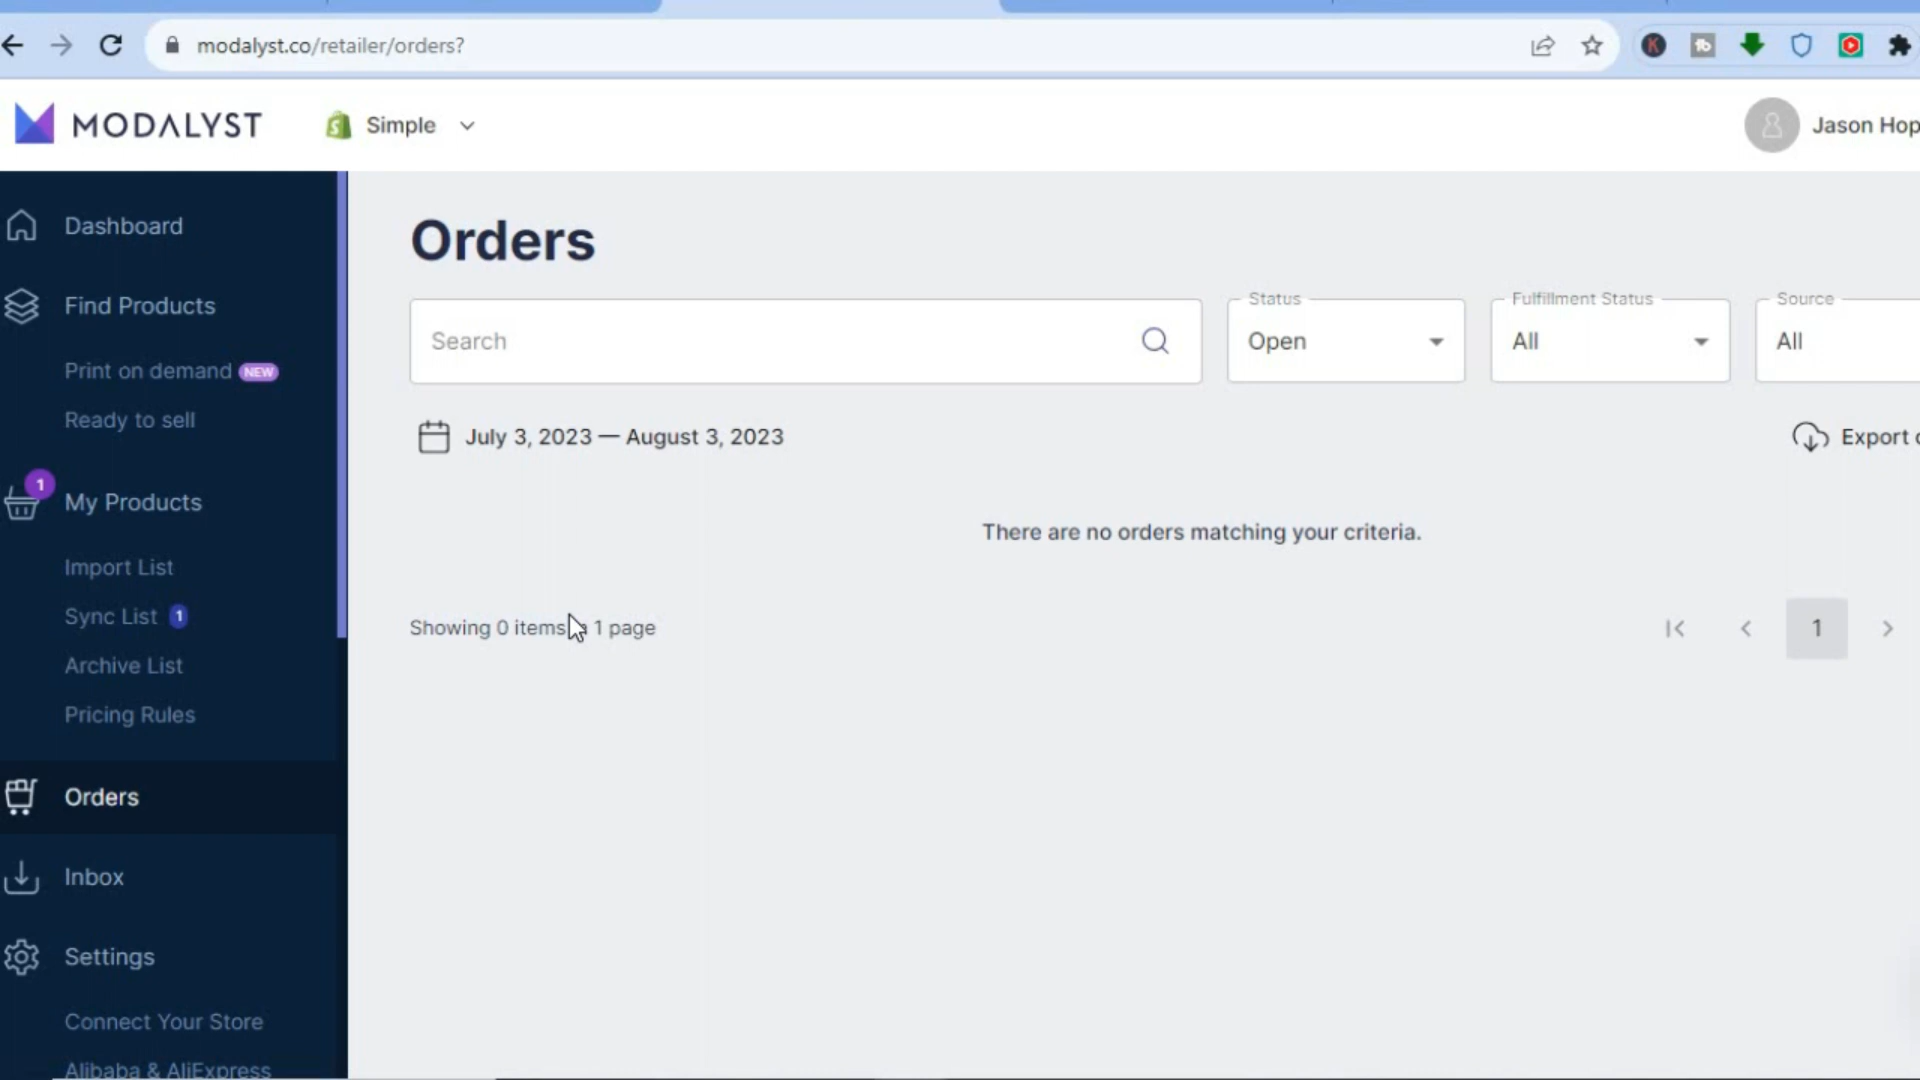 modalyst.co/retailer/orders?
MODALYST
Simple
Jason Hop
Dashboard
Find Products
Print on demand NEW
Ready to sell
1
My Products
Import List
Sync List 1
Archive List
Pricing Rules
Orders
Inbox
Settings
Connect Your Store
Alibaba & AliExpress
Orders
Search
Status
Open
Fulfillment Status
All
Source
All
July 3, 2023 — August 3, 2023
Export
There are no orders matching your criteria.
Showing 0 items 1 page
1